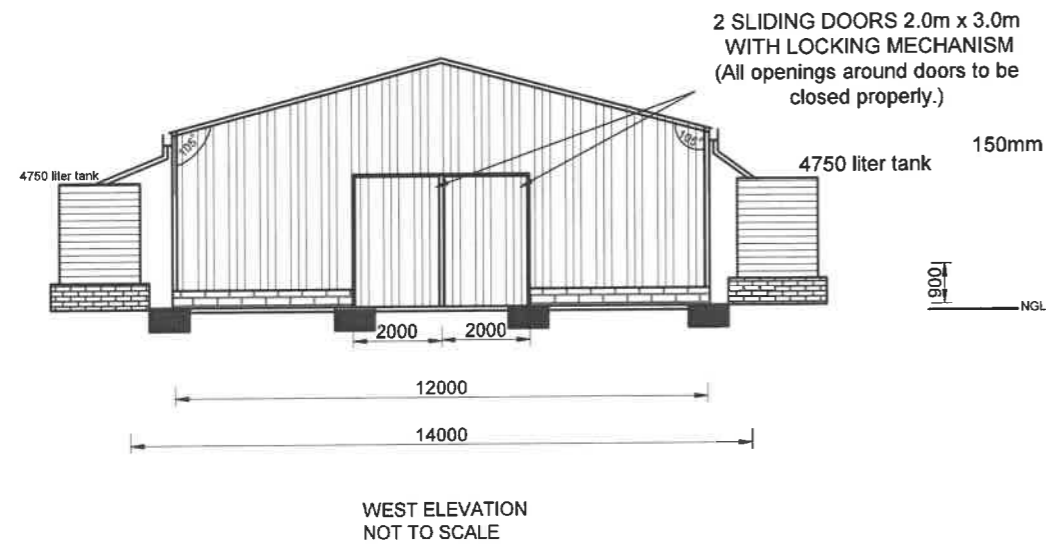 2 SLIDING DOORS 2.0m x 3.0m
WITH LOCKING MECHANISM
(All openings around doors to be
closed properly.)
150mm
4750 liter tank
4750 liter tank
105°
105°
900
NGL
2000
2000
12000
14000
WEST ELEVATION
NOT TO SCALE